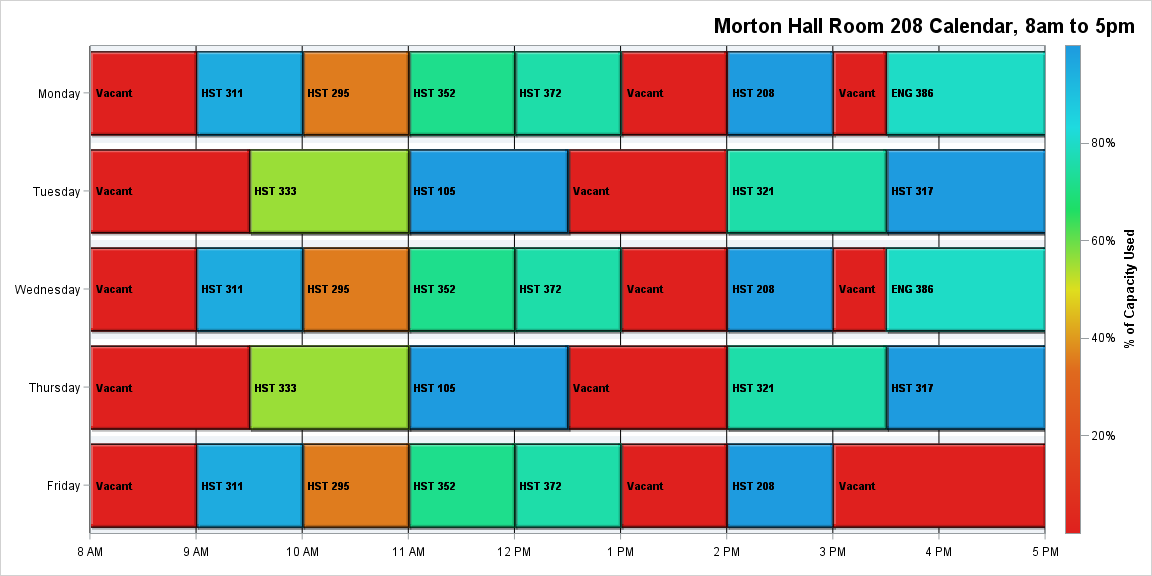 Morton Hall Room 208 Calendar, 8am to 5pm
Monday Vacant HST 311 HST 295 HST 352 HST 372 Vacant HST 208 Vacant ENG 386
Tuesday Vacant HST 333 HST 105 Vacant HST 321 HST 317
Wednesday Vacant HST 311 HST 295 HST 352 HST 372 Vacant HST 208 Vacant ENG 386
Thursday Vacant HST 333 HST 105 Vacant HST 321 HST 317
Friday Vacant HST 311 HST 295 HST 352 HST 372 Vacant HST 208 Vacant
8 AM 9 AM 10 AM 11 AM 12 PM 1 PM 2 PM 3 PM 4 PM 5 PM
80%
60%
40%
20%
% of Capacity Used